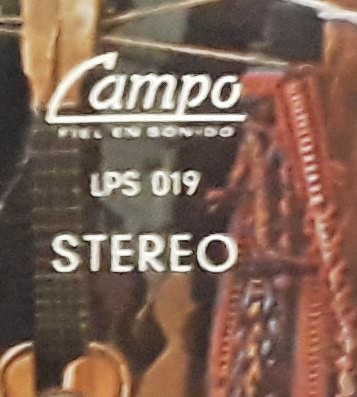 Campo
FIEL EN SONIDO
LPS 019
STEREO